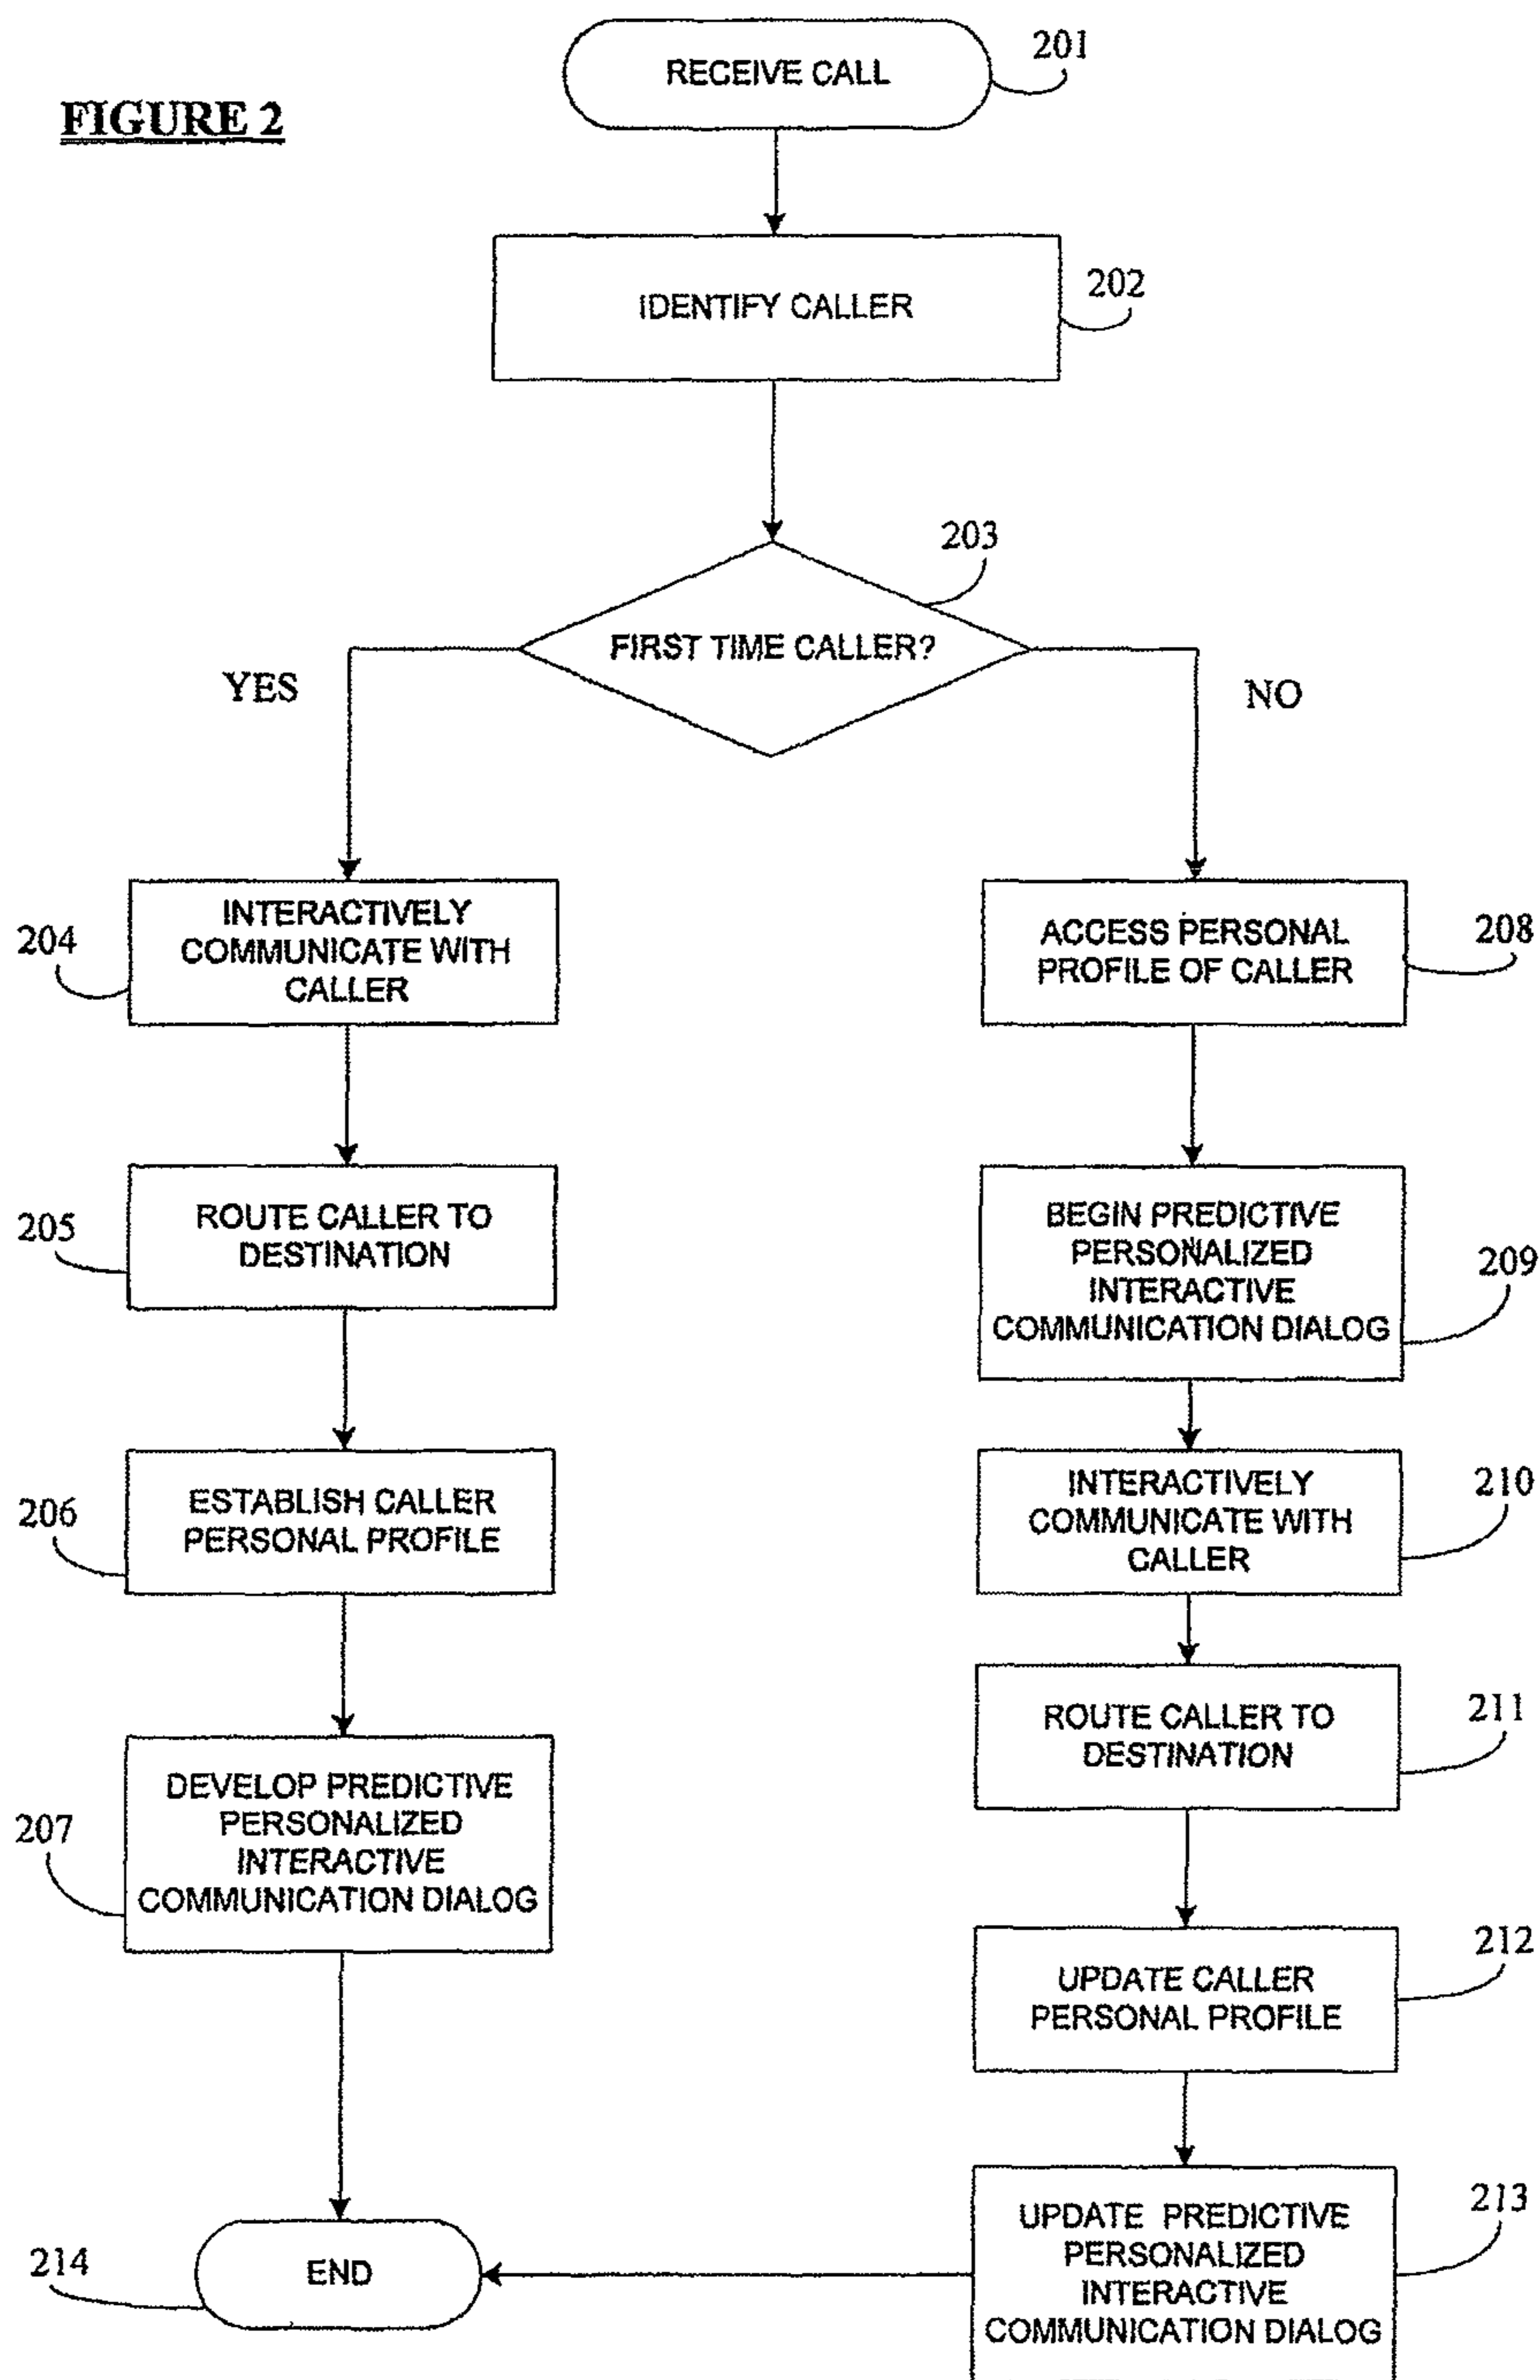 FIGURE 2
RECEIVE CALL
201
IDENTIFY CALLER
202
203
FIRST TIME CALLER?
YES
NO
204
INTERACTIVELY
COMMUNICATE WITH
CALLER
205
ROUTE CALLER TO
DESTINATION
206
ESTABLISH CALLER
PERSONAL PROFILE
207
DEVELOP PREDICTIVE
PERSONALIZED
INTERACTIVE
COMMUNICATION DIALOG
ACCESS PERSONAL
PROFILE OF CALLER
208
BEGIN PREDICTIVE
PERSONALIZED
INTERACTIVE
COMMUNICATION DIALOG
209
INTERACTIVELY
COMMUNICATE WITH
CALLER
210
ROUTE CALLER TO
DESTINATION
211
UPDATE CALLER
PERSONAL PROFILE
212
UPDATE PREDICTIVE
PERSONALIZED
INTERACTIVE
COMMUNICATION DIALOG
213
214
END